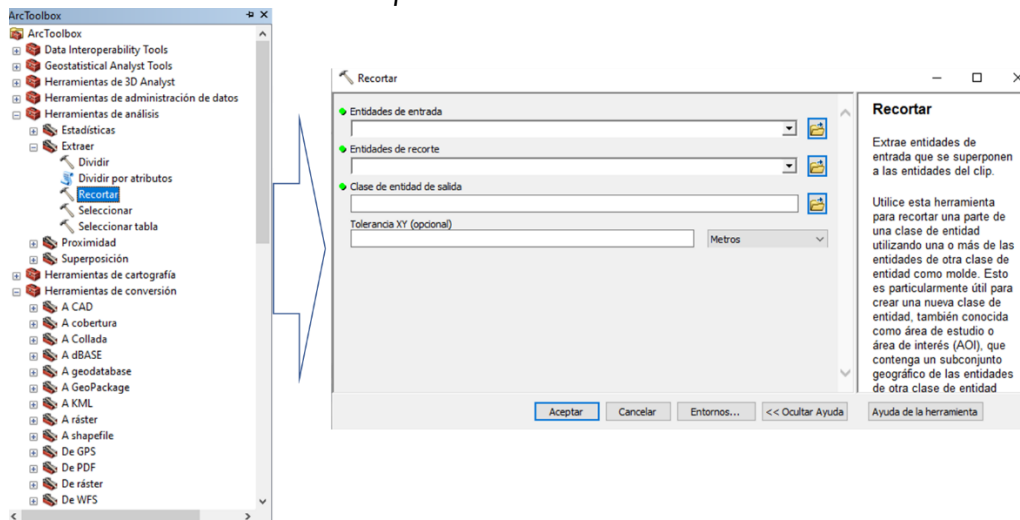 ArcToolbox
ArcToolbox
Data Interoperability Tools
Geostatistical Analyst Tools
Herramientas de 3D Analyst
Herramientas de administración de datos
Herramientas de análisis
Estadísticas
Extraer
Dividir
Dividir por atributos
Recortar
Seleccionar
Seleccionar tabla
Proximidad
Superposición
Herramientas de cartografía
Herramientas de conversión
A CAD
A cobertura
A Collada
A dBASE
A geodatabase
A GeoPackage
A KML
A ráster
A shapefile
De GPS
De PDF
De ráster
De WFS
Recortar
Entidades de entrada
Entidades de recorte
Clase de entidad de salida
Tolerancia XY (opcional)
Metros
Aceptar
Cancelar
Entornos...
<< Ocultar Ayuda
Recortar
Extrae entidades de
entrada que se superponen
a las entidades del clip.
Utilice esta herramienta
para recortar una parte de
una clase de entidad
utilizando una o más de las
entidades de otra clase de
entidad como molde. Esto
es particularmente útil para
crear una nueva clase de
entidad, también conocida
como área de estudio o
área de interés (AOI), que
contenga un subconjunto
geográfico de las entidades
de otra clase de entidad
Ayuda de la herramienta